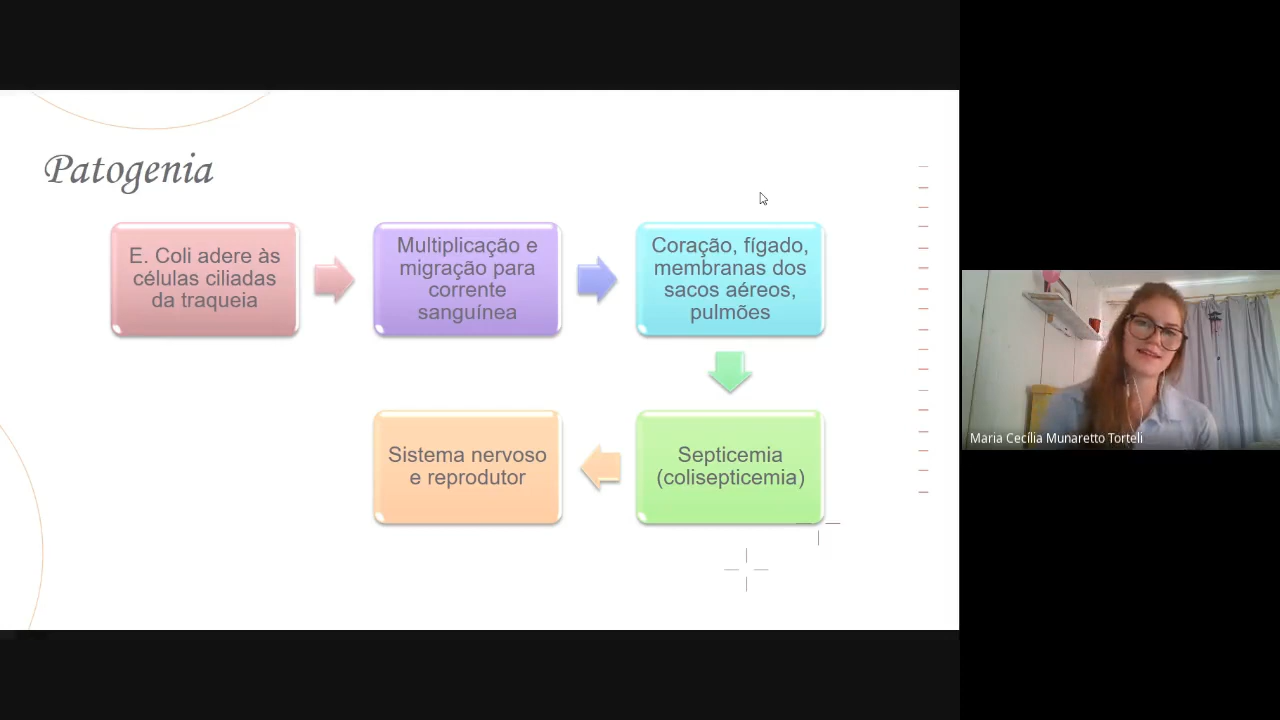 Patogenia
E. Coli adere às
células ciliadas
da traqueia
Multiplicação e
migração para
corrente
sanguínea
Coração, fígado,
membranas dos
sacos aéreos,
pulmões
Septicemia
(colisepticemia)
Sistema nervoso
e reprodutor
Maria Cecília Munaretto Torteli